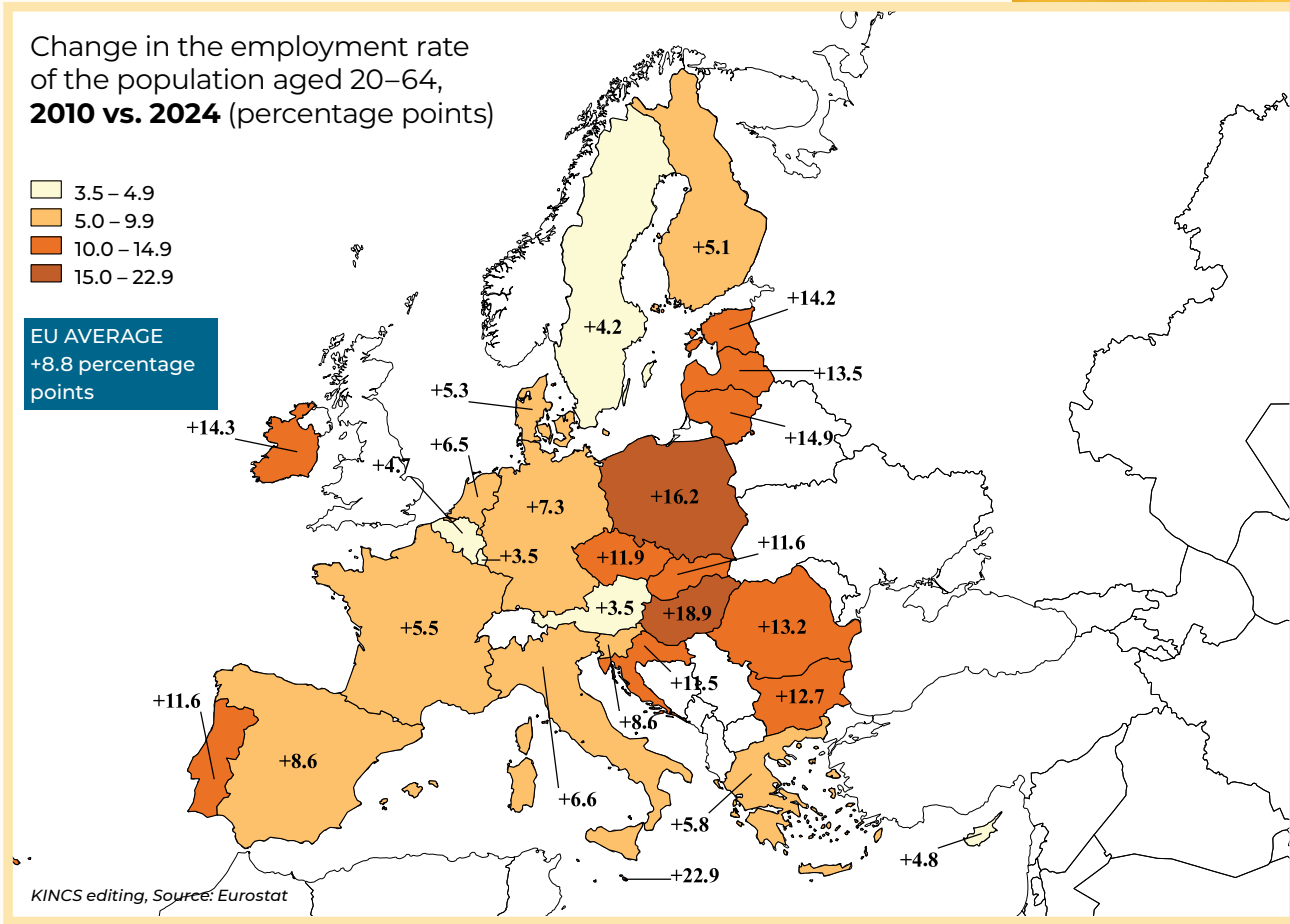 Change in the employment rate
of the population aged 20–64,
2010 vs. 2024 (percentage points)
3.5 – 4.9
5.0 – 9.9
10.0 – 14.9
15.0 – 22.9
EU AVERAGE
+8.8 percentage
points
+5.1
+14.2
+4.2
+13.5
+5.3
+14.3
+14.9
+6.5
+4.7
+16.2
+7.3
+11.6
+11.9
+3.5
+3.5
+18.9
+5.5
+13.2
+11.5
+12.7
+11.6
+8.6
+8.6
+6.6
+5.8
+4.8
+22.9
KINCS editing, Source: Eurostat